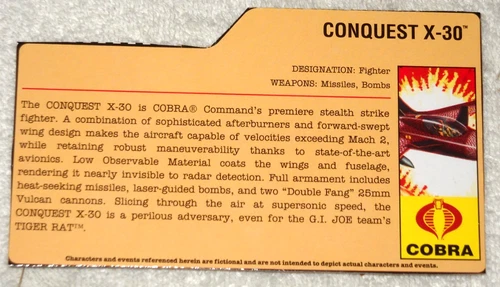 CONQUEST X-30™
DESIGNATION: Fighter
WEAPONS: Missiles, Bombs
The CONQUEST X-30 is COBRA® Command's premiere stealth strike
fighter. A combination of sophisticated afterburners and forward-swept
wing design makes the aircraft capable of velocities exceeding Mach 2,
while retaining robust maneuverability thanks to state-of-the-art
avionics. Low Observable Material coats the wings and fuselage,
rendering it nearly invisible to radar detection. Full armament includes
heat-seeking missiles, laser-guided bombs, and two "Double Fang" 25mm
Vulcan cannons. Slicing through the air at supersonic speed, the
CONQUEST X-30 is a perilous adversary, even for the G.I. JOE team's
TIGER RAT™.
COBRA
Characters and events referenced herein are fictional and are not intended to depict actual characters and events.